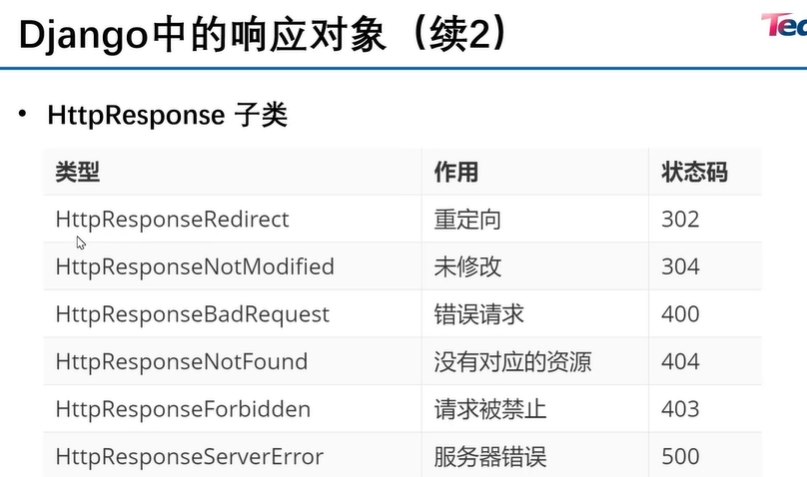 Django中的响应对象（续2）
• HttpResponse 子类
类型 作用 状态码
HttpResponseRedirect 重定向 302
HttpResponseNotModified 未修改 304
HttpResponseBadRequest 错误请求 400
HttpResponseNotFound 没有对应的资源 404
HttpResponseForbidden 请求被禁止 403
HttpResponseServerError 服务器错误 500